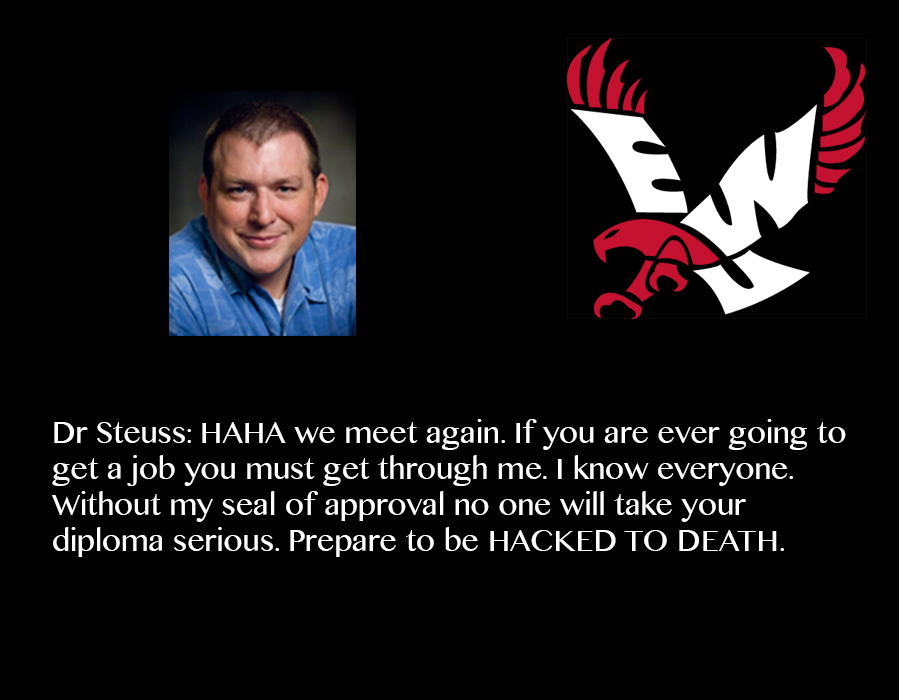 EWU
Dr Steuss: HAHA we meet again. If you are ever going to
get a job you must get through me. I know everyone.
Without my seal of approval no one will take your
diploma serious. Prepare to be HACKED TO DEATH.